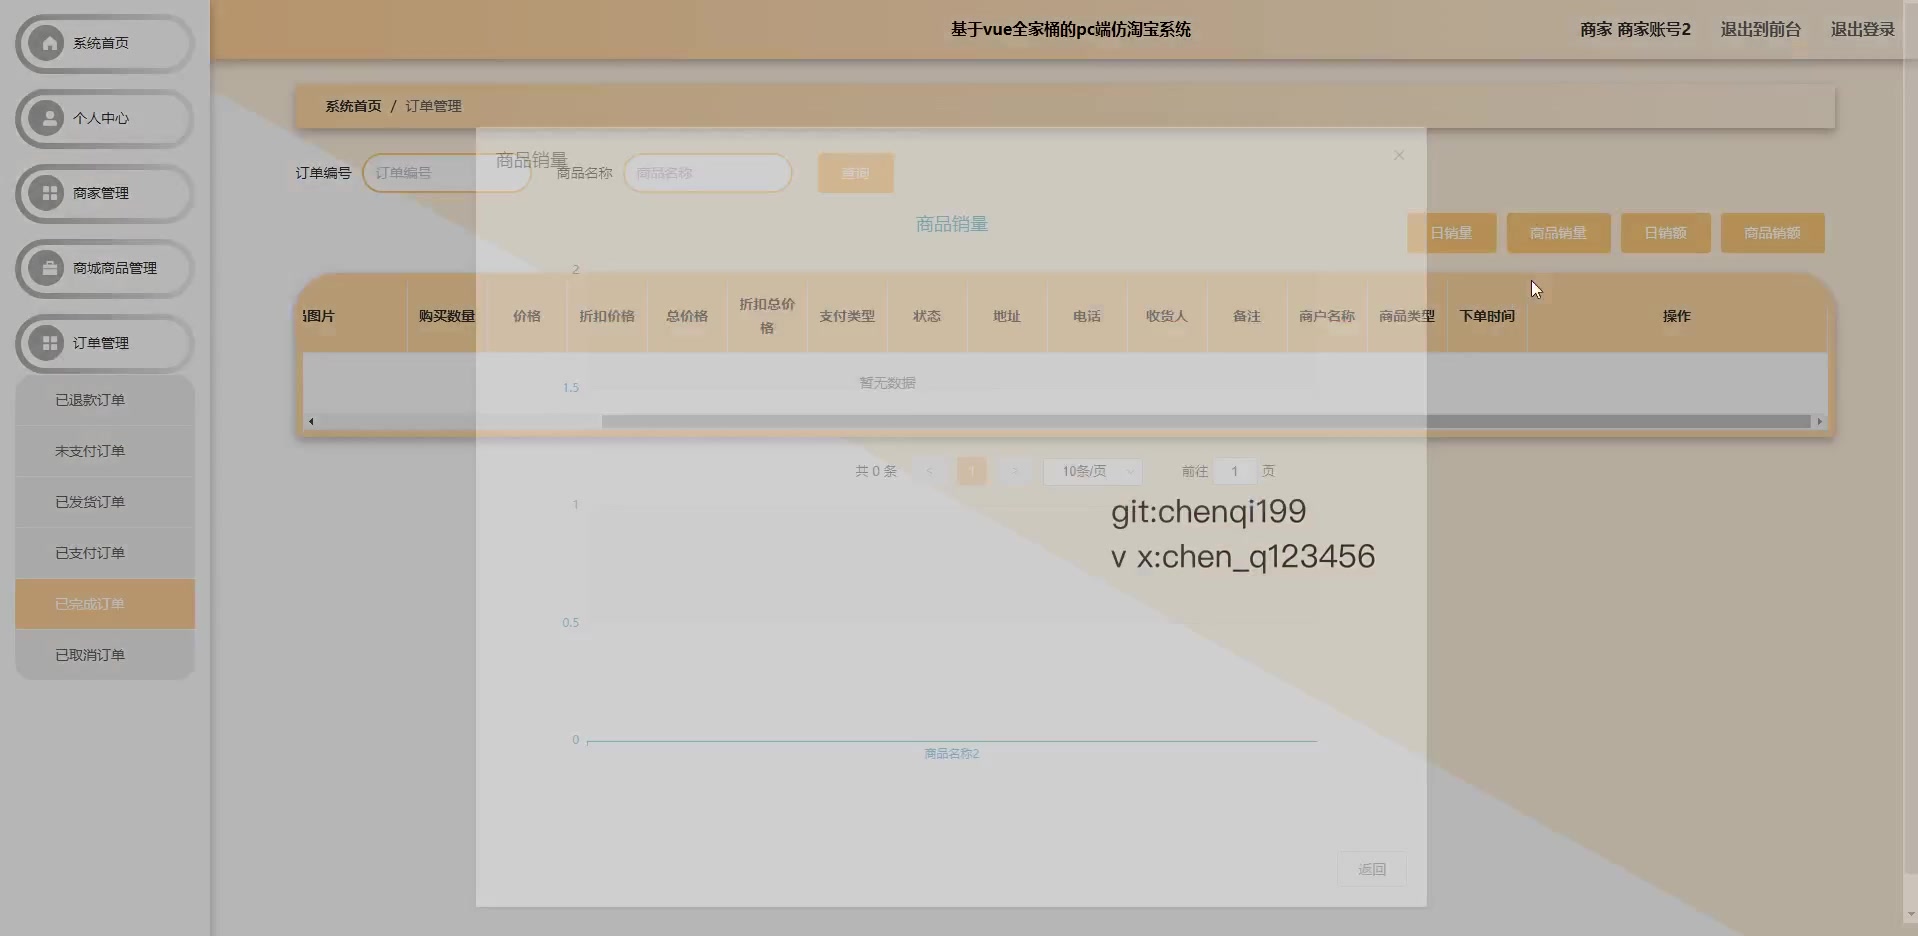 系统首页
个人中心
商家管理
商城商品管理
订单管理
已退款订单
未支付订单
已发货订单
已支付订单
已完成订单
已取消订单
基于vue全家桶的pc端仿淘宝系统
商家 商家账号2
退出到前台
退出登录
系统首页 / 订单管理
订单编号 订单编号
商品名称 商品名称
查询
商品销量
商品销量
日销量
商品销量
日销额
商品销额
品图片 购买数量 价格 折扣价格 总价格 折扣总价格 支付类型 状态 地址 电话 收货人 备注 商户名称 商品类型 下单时间 操作
暂无数据
共 0 条 < 1 > 10条/页 前往 1 页
2
1.5
1
0.5
0
商品名称2
git:chenqi199
v x:chen_q123456
返回